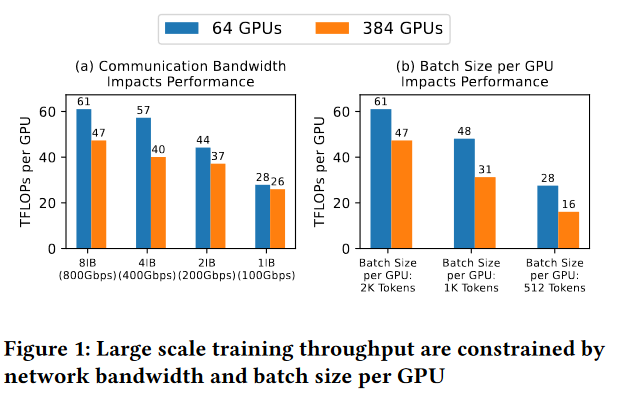 64 GPUs 384 GPUs
(a) Communication Bandwidth
Impacts Performance
TFLOPs per GPU
60
40
20
0
61
47
57
40
44
37
28
26
8IB
(800Gbps)
4IB
(400Gbps)
2IB
(200Gbps)
1IB
(100Gbps)
(b) Batch Size per GPU
Impacts Performance
TFLOPs per GPU
60
40
20
0
61
47
48
31
28
16
Batch Size
per GPU:
2K Tokens
Batch Size
per GPU:
1K Tokens
Batch Size
per GPU:
512 Tokens
Figure 1: Large scale training throughput are constrained by
network bandwidth and batch size per GPU